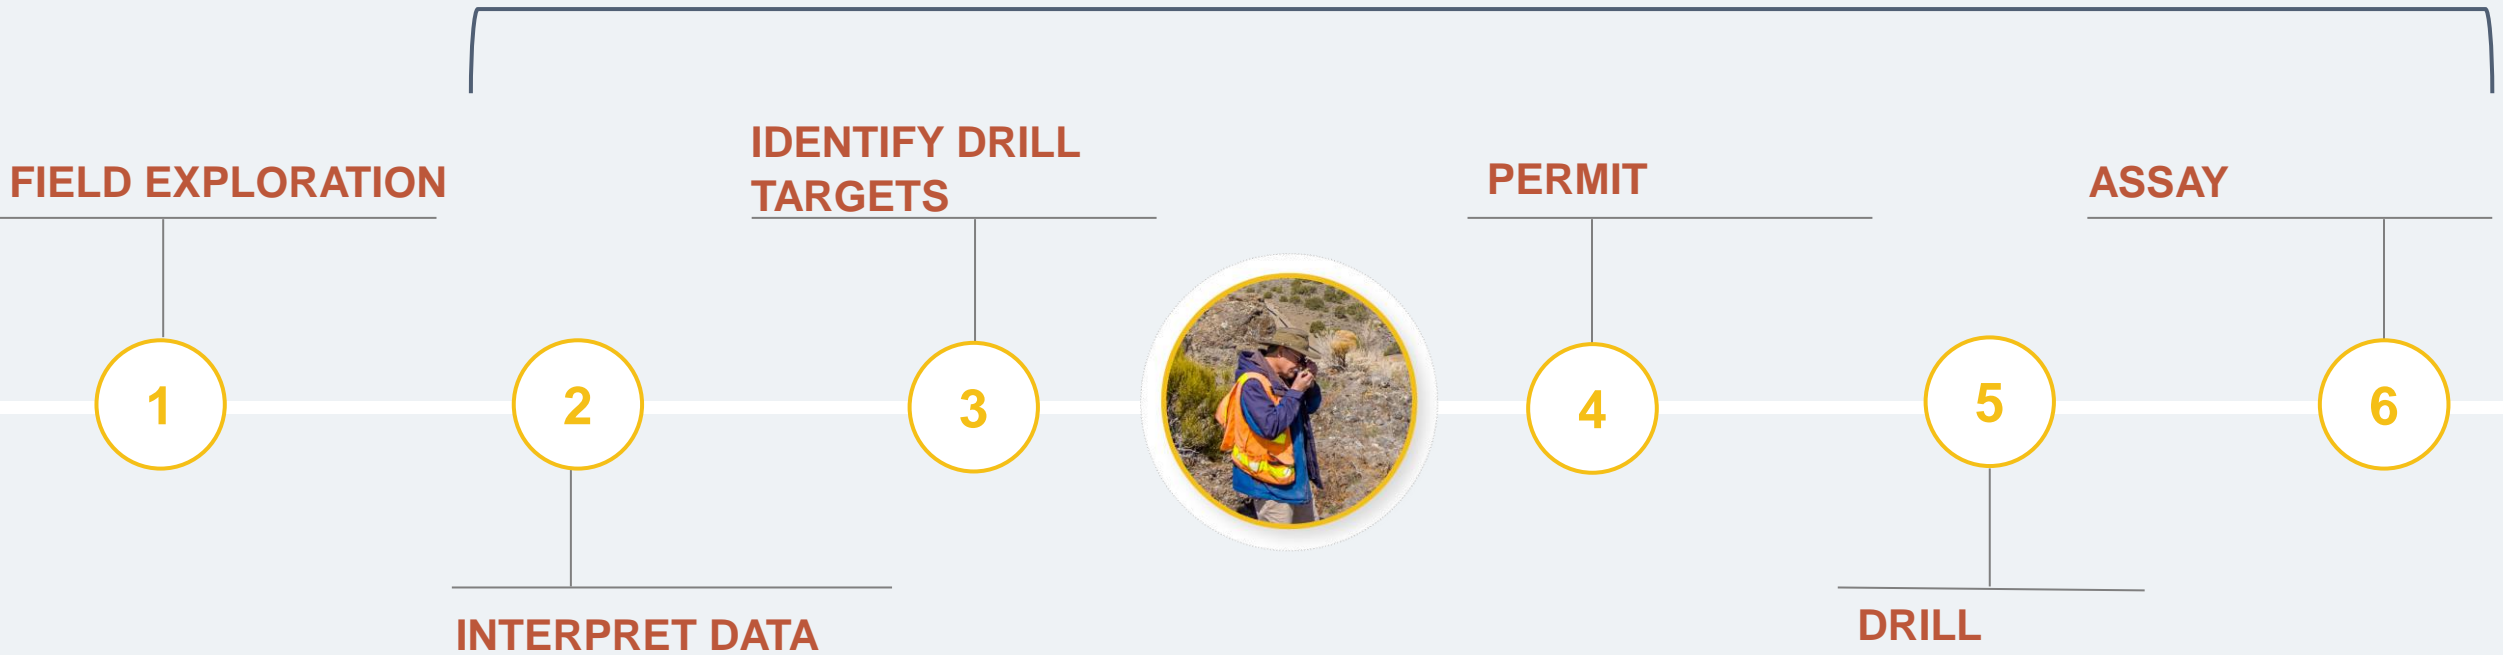 FIELD EXPLORATION
IDENTIFY DRILL
TARGETS
PERMIT
ASSAY
1
2
3
4
5
6
INTERPRET DATA
DRILL